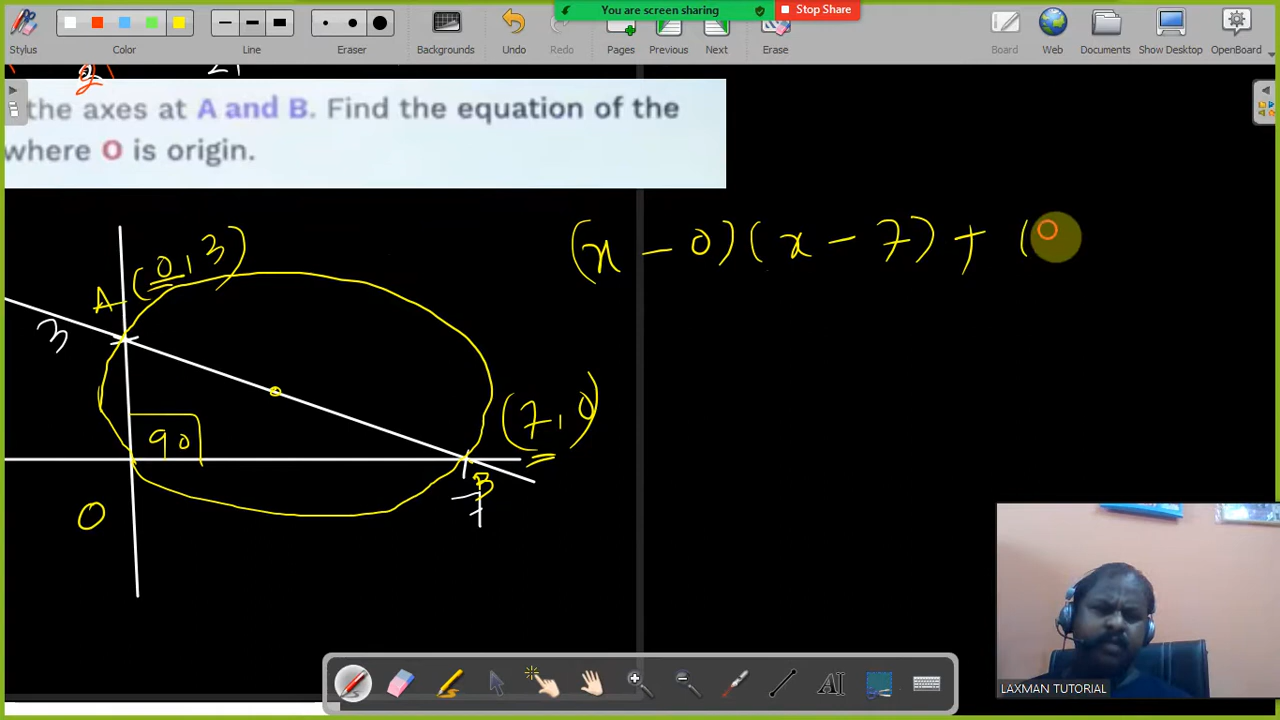 You are screen sharing
Stop Share
Stylus
Color
Line
Eraser
Backgrounds
Undo
Redo
Pages
Previous
Next
Erase
Board
Web
Documents
Show Desktop
OpenBoard
21
the axes at A and B. Find the equation of the
where O is origin.
(x - 0)(x - 7) + (
A (0, 3)
3
(7, 0)
90
B
7
O
AI
LAXMAN TUTORIAL